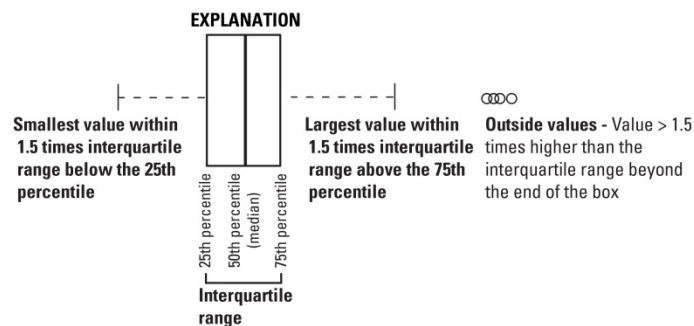 EXPLANATION
Smallest value within
1.5 times interquartile
range below the 25th
percentile
25th percentile
50th percentile
(median)
75th percentile
Interquartile
range
Largest value within
1.5 times interquartile
range above the 75th
percentile
Outside values - Value > 1.5
times higher than the
interquartile range beyond
the end of the box